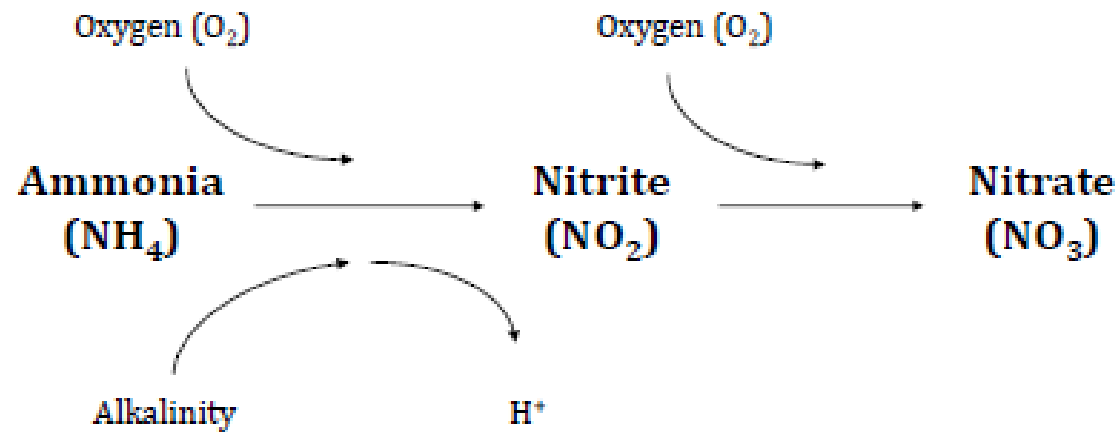 Oxygen (O₂)
Oxygen (O₂)
Ammonia
(NH₄)
Nitrite
(NO₂)
Nitrate
(NO₃)
Alkalinity
H⁺